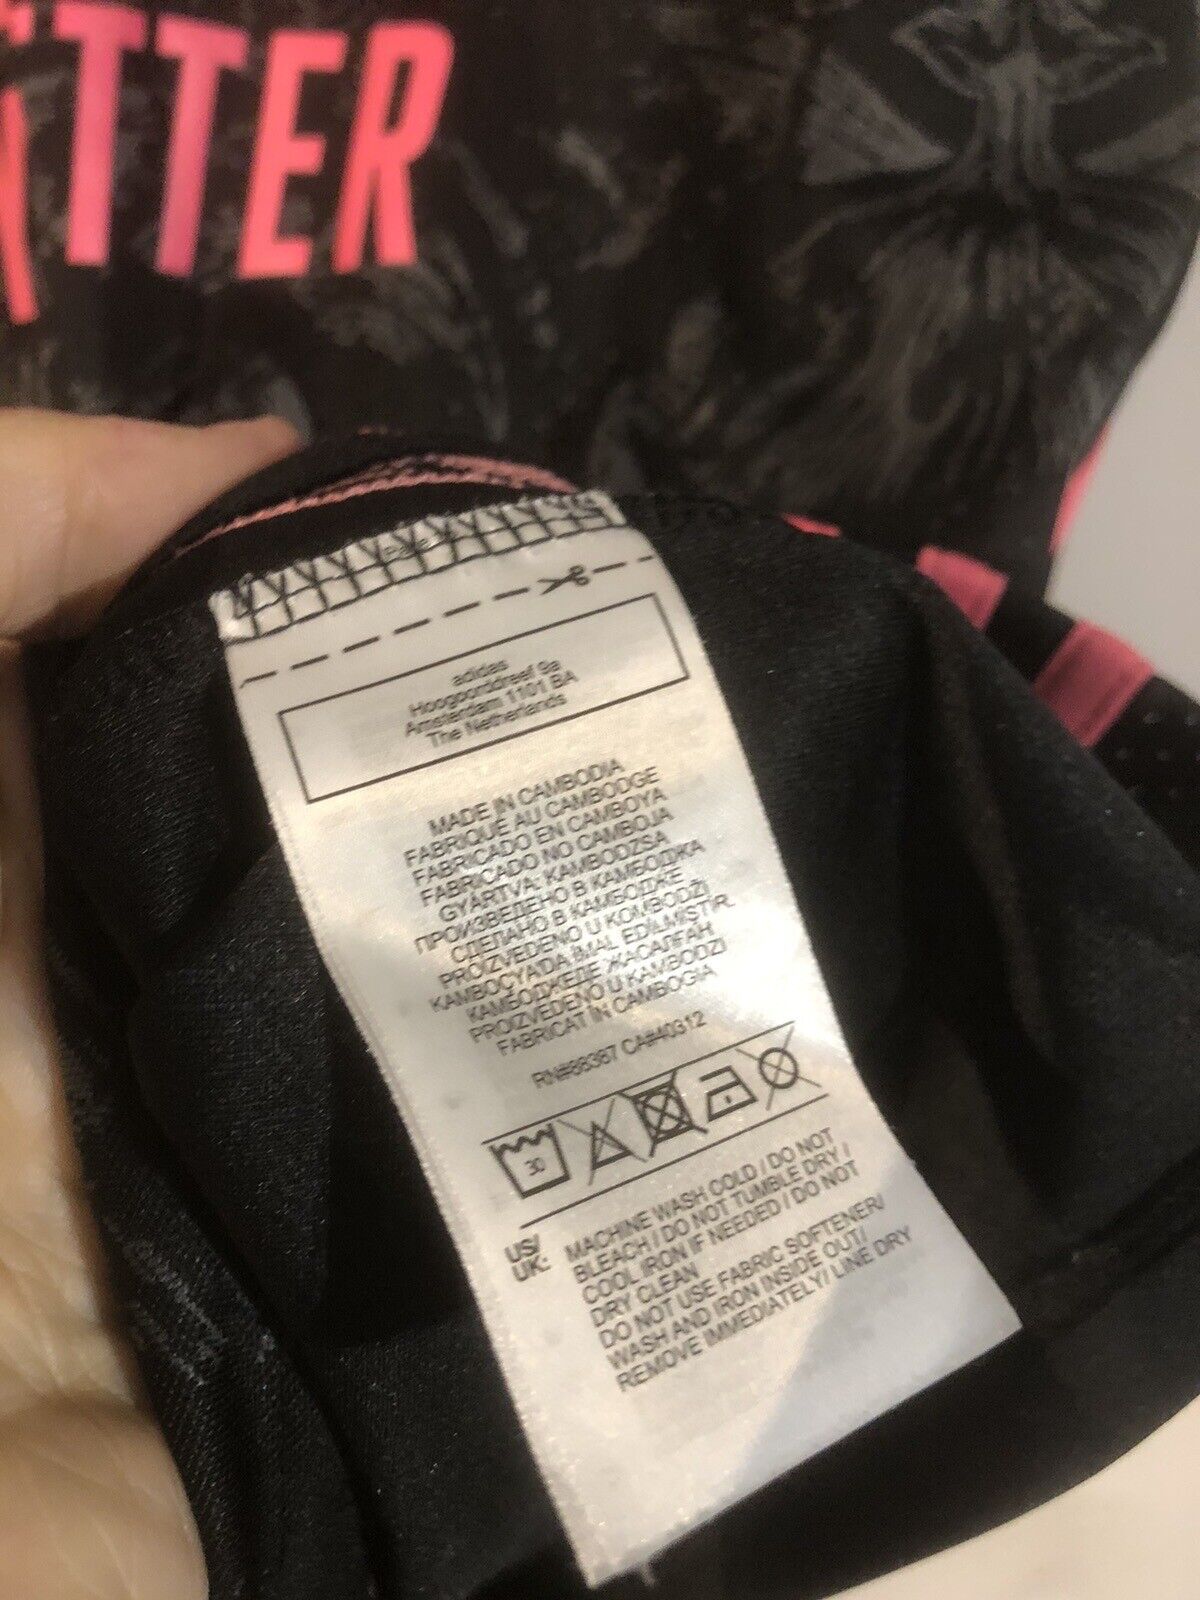 TTER
adidas
Hoogoorddreef 9a
Amsterdam 1101 BA
The Netherlands
MADE IN CAMBODIA
FABRIQUÉ AU CAMBODGE
FABRICADO EN CAMBOYA
FABRICADO NO CAMBOJA
GYÁRTVA: KAMBODZSA
ПРОИЗВЕДЕНО В КАМБОДЖА
СДЕЛАНО В КАМБОДЖЕ
PROIZVEDENO U KOMBODŽI
KAMBOÇYA'DA İMAL EDİLMİŞTİR.
КАМБОДЖЕДЕ ЖАСАЛҒАН
PROIZVEDENO U KAMBODZI
FABRICAT ÎN CAMBOGIA
RN#88387 CA#40312
30
US/
UK:
MACHINE WASH COLD / DO NOT
BLEACH / DO NOT TUMBLE DRY /
COOL IRON IF NEEDED / DO NOT
DRY CLEAN
DO NOT USE FABRIC SOFTENER/
WASH AND IRON INSIDE OUT/
REMOVE IMMEDIATELY/ LINE DRY